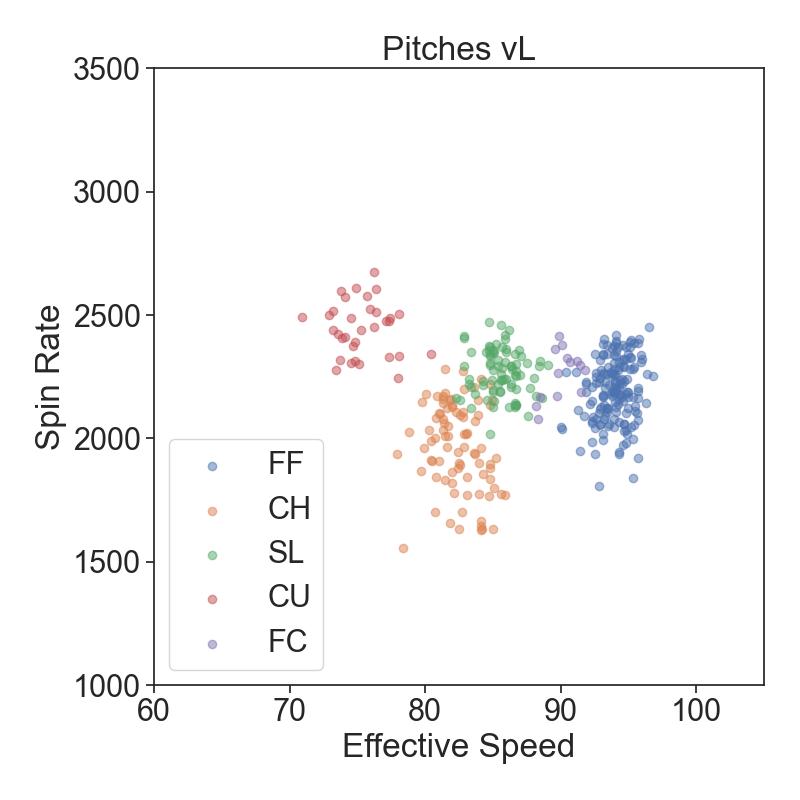 Pitches vL
3500
3000
2500
2000
1500
1000
Spin Rate
FF
CH
SL
CU
FC
60 70 80 90 100
Effective Speed